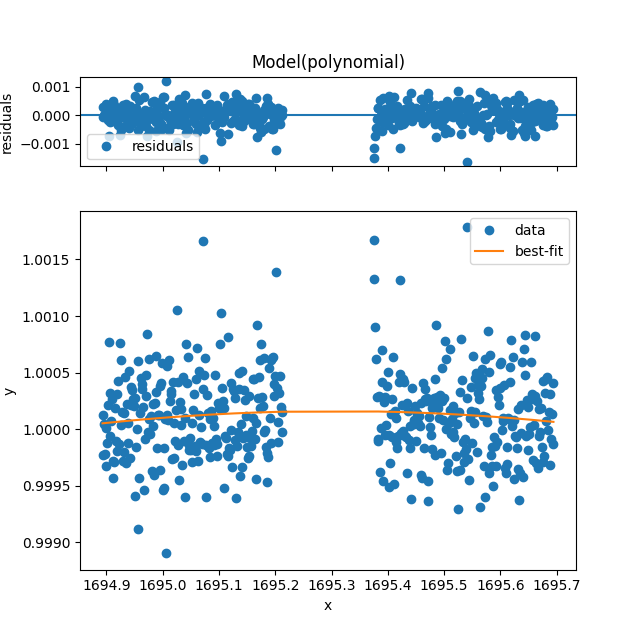 Model(polynomial)
residuals
0.001
0.000
−0.001
residuals
y
1.0015
1.0010
1.0005
1.0000
0.9995
0.9990
data
best-fit
1694.9 1695.0 1695.1 1695.2 1695.3 1695.4 1695.5 1695.6 1695.7
x